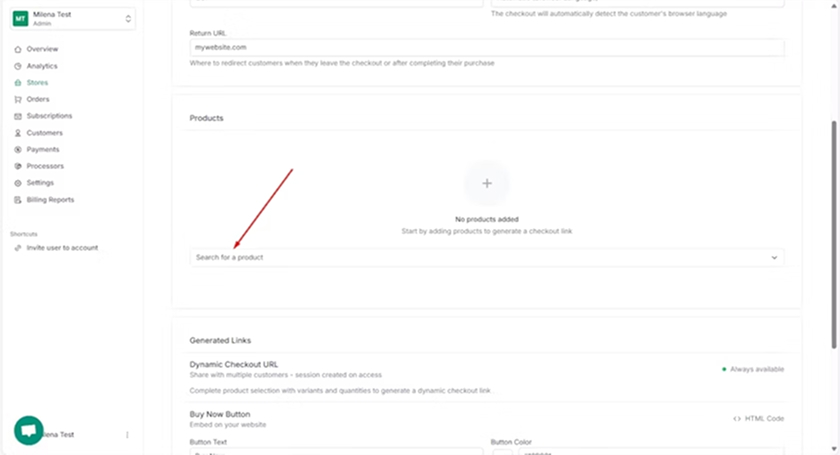 MT
Milena Test
Admin
Overview
Analytics
Stores
Orders
Subscriptions
Customers
Payments
Processors
Settings
Billing Reports
Shortcuts
Invite user to account
The checkout will automatically detect the customer's browser language
Return URL
mywebsite.com
Where to redirect customers when they leave the checkout or after completing their purchase
Products
No products added
Start by adding products to generate a checkout link
Search for a product
Generated Links
Dynamic Checkout URL
Share with multiple customers - session created on access
Always available
Complete product selection with variants and quantities to generate a dynamic checkout link.
Buy Now Button
Embed on your website
HTML Code
Button Text
Button Color
Test